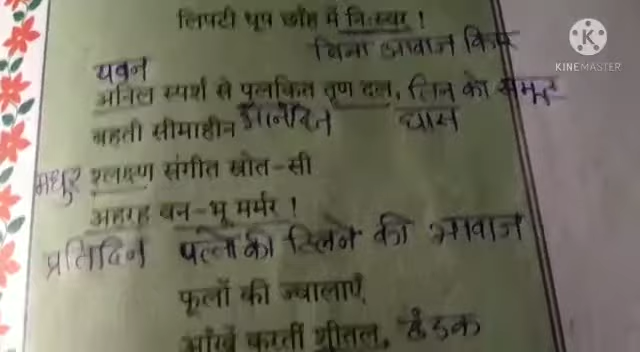 लिपटी धूप छाँह में निःस्वर !
बिना आवाज किए
KINEMASTER
पवन
अनिल स्पर्श से पुलकित तृण दल,
बहती सीमाहीन आनंदित घास
मधुर श्लक्ष्ण संगीत स्रोत-सी
अहरह वन-भू मर्मर !
प्रतिदिन पत्तों की हिलने की आवाज
फूलों की ज्वालाएँ
आँखें करतीं शीतल, ठंडक